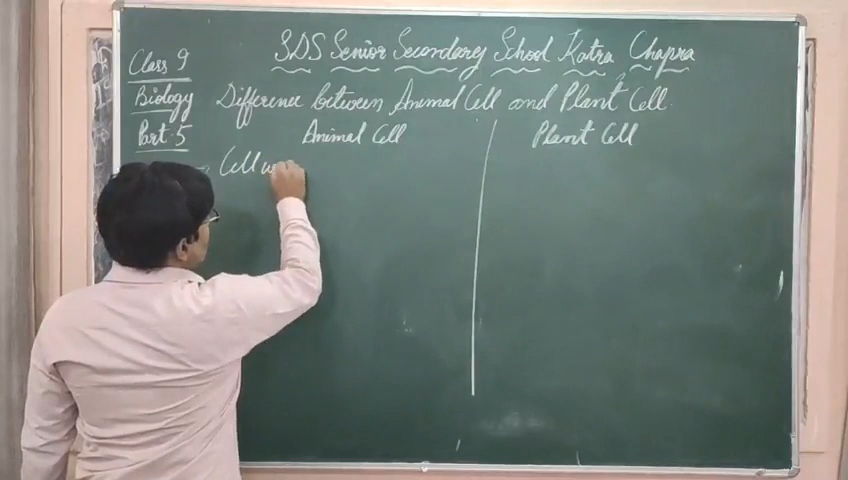 SDS Senior Secondary School Katra, Chapra
Class 9
Biology
Part.5
Difference between Animal Cell and Plant Cell.
Animal Cell
Plant Cell
Cell w